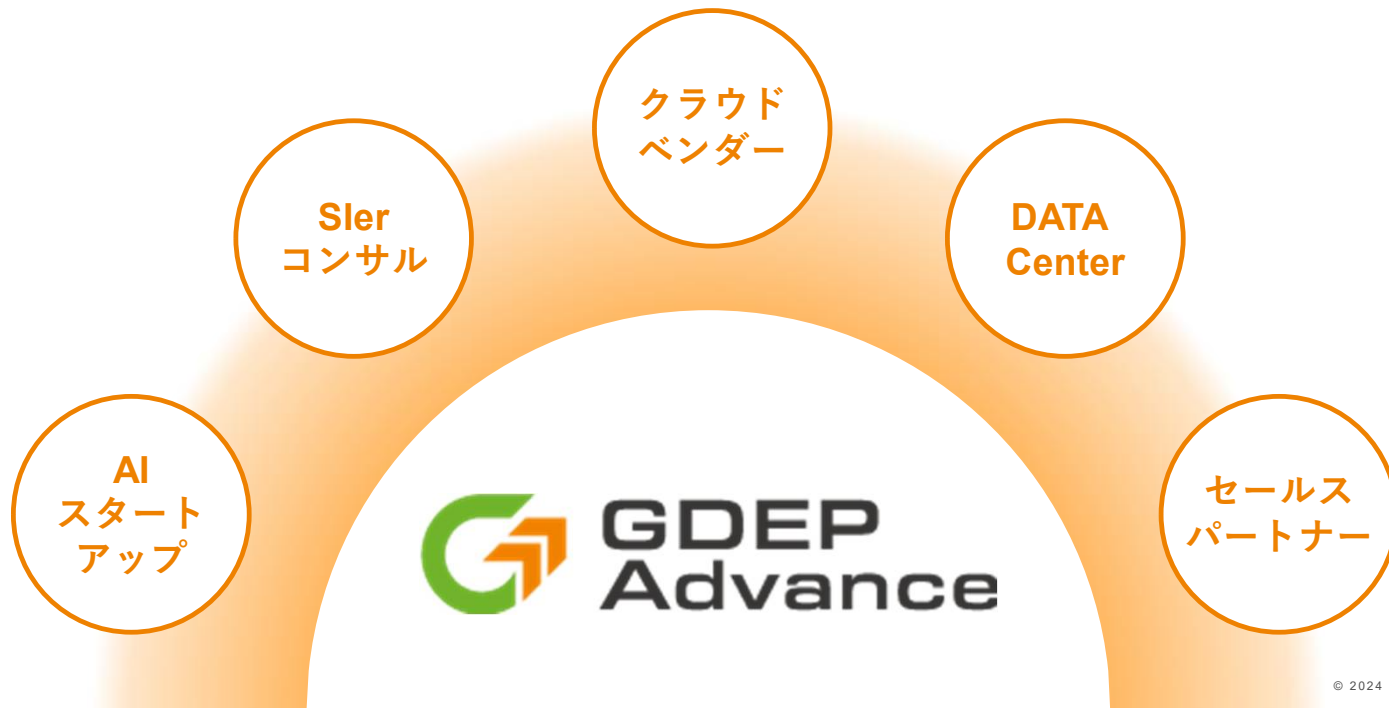 クラウド
ベンダー
SIer
コンサル
DATA
Center
AI
スタート
アップ
セールス
パートナー
GDEP
Advance
© 2024